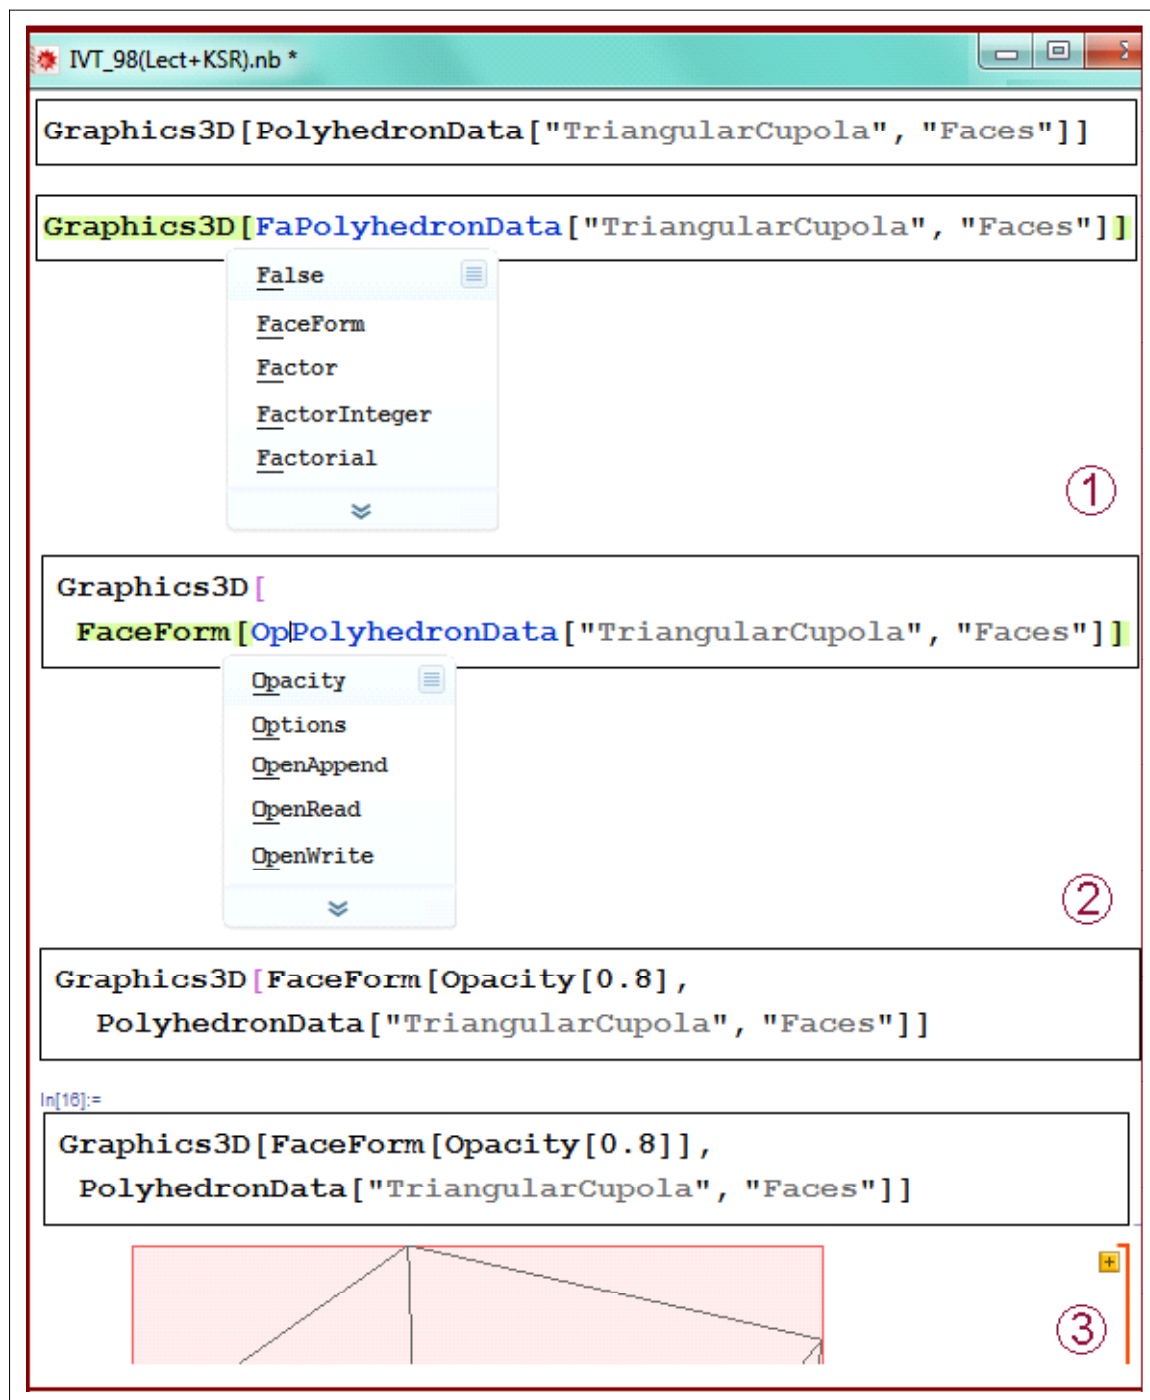 IVT_98(Lect+KSR).nb *
Graphics3D[PolyhedronData["TriangularCupola", "Faces"]]
Graphics3D[FaPolyhedronData["TriangularCupola", "Faces"]]
False
FaceForm
Factor
FactorInteger
Factorial
1
Graphics3D[
FaceForm[OpPolyhedronData["TriangularCupola", "Faces"]]
Opacity
Options
OpenAppend
OpenRead
OpenWrite
2
Graphics3D[FaceForm[Opacity[0.8],
PolyhedronData["TriangularCupola", "Faces"]]
In[16]:=
Graphics3D[FaceForm[Opacity[0.8]],
PolyhedronData["TriangularCupola", "Faces"]]
3